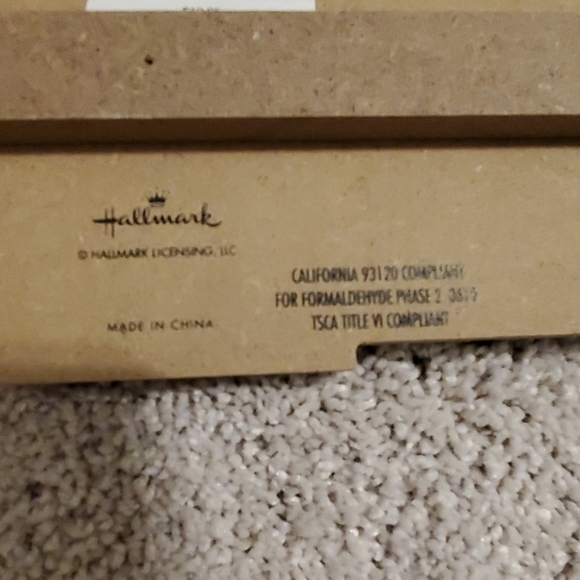 Hallmark
© HALLMARK LICENSING, LLC
CALIFORNIA 93120 COMPLIANT
FOR FORMALDEHYDE PHASE 2
MADE IN CHINA
TSCA TITLE VI COMPLIANT